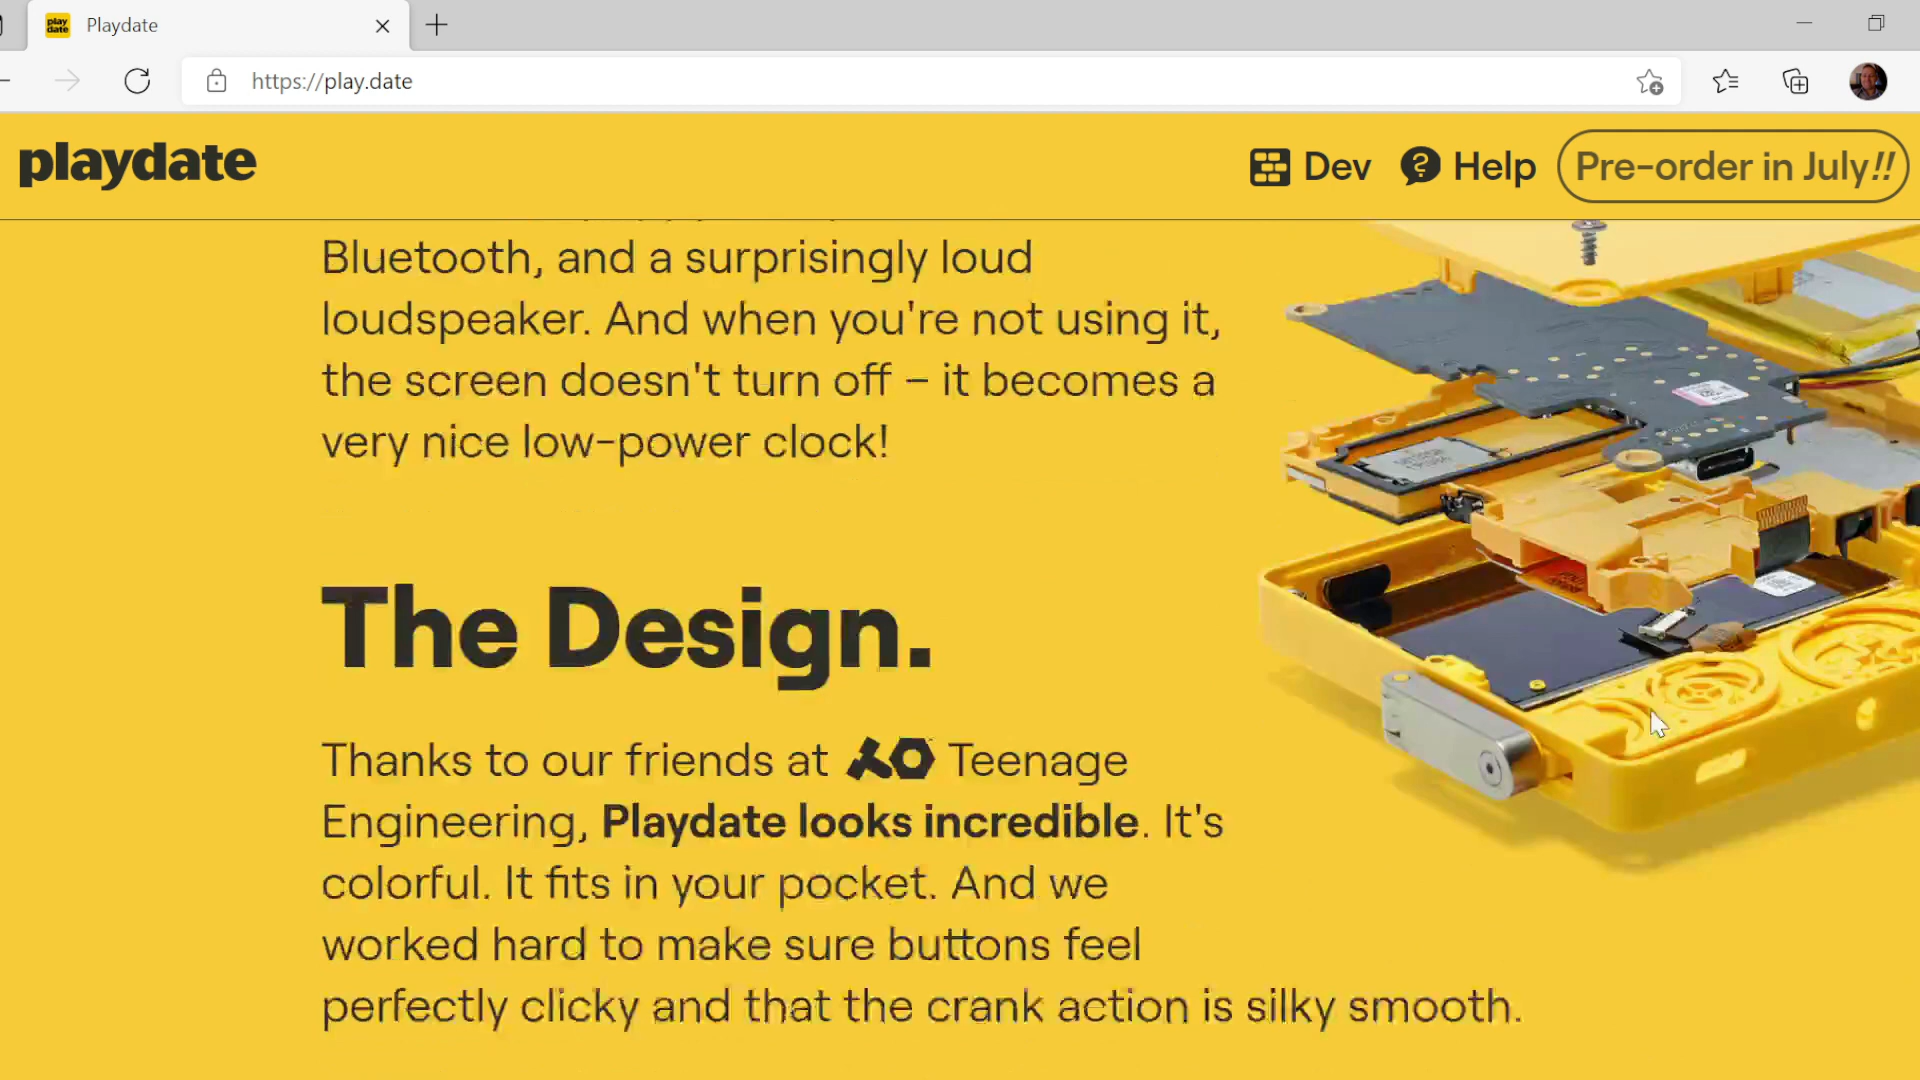 play
date
Playdate
https://play.date
playdate
Dev
Help
Pre-order in July!!
Bluetooth, and a surprisingly loud
loudspeaker. And when you're not using it,
the screen doesn't turn off – it becomes a
very nice low-power clock!
The Design.
Thanks to our friends at Teenage
Engineering, Playdate looks incredible. It's
colorful. It fits in your pocket. And we
worked hard to make sure buttons feel
perfectly clicky and that the crank action is silky smooth.